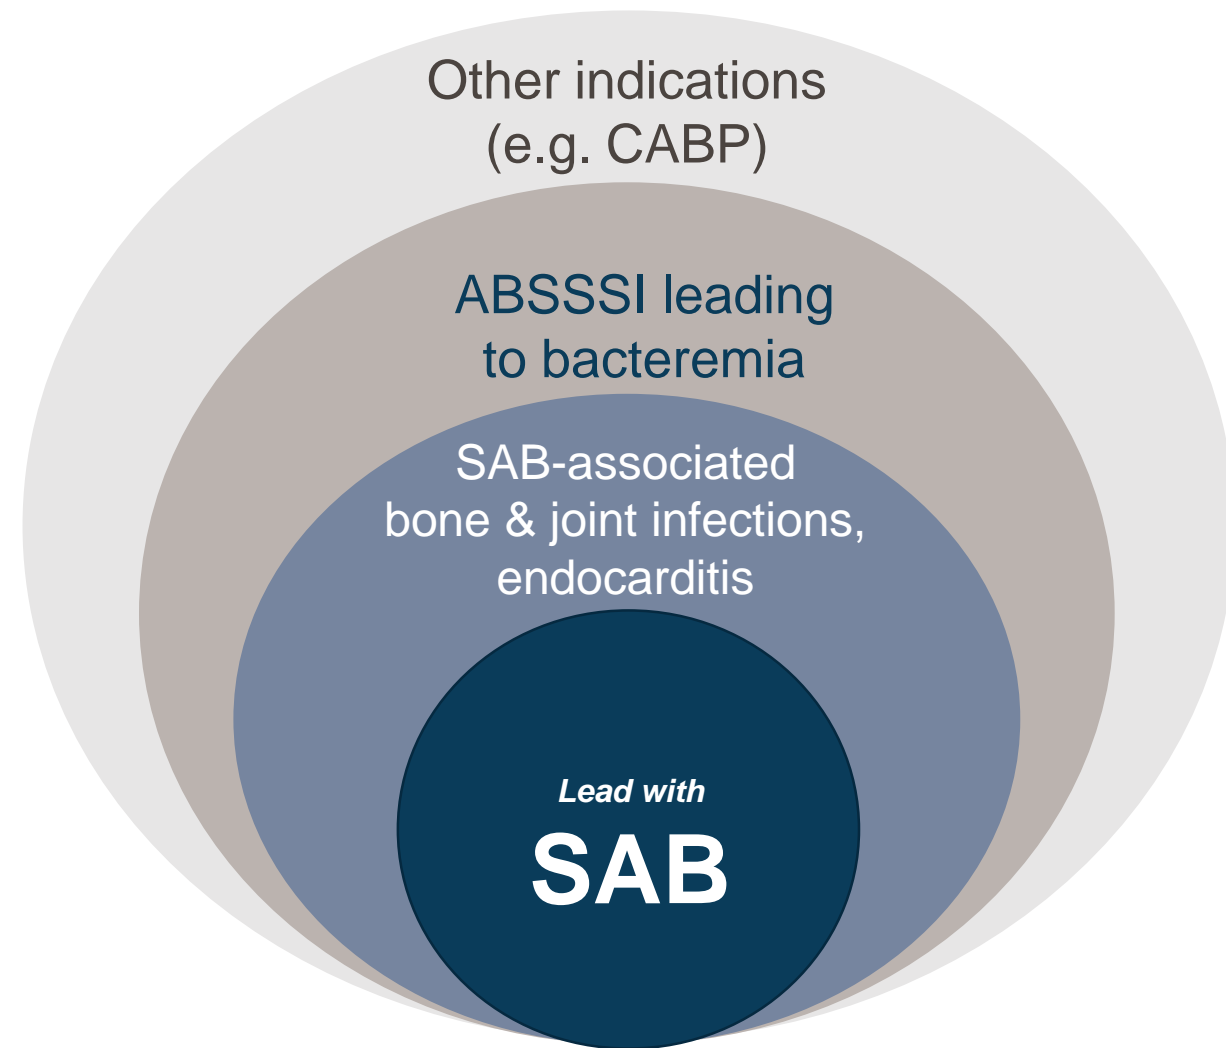 Other indications
(e.g. CABP)
ABSSSI leading
to bacteremia
SAB-associated
bone & joint infections,
endocarditis
Lead with
SAB